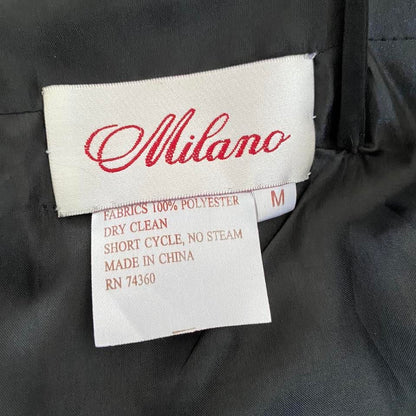 Milano
M
FABRICS 100% POLYESTER
DRY CLEAN
SHORT CYCLE, NO STEAM
MADE IN CHINA
RN 74360